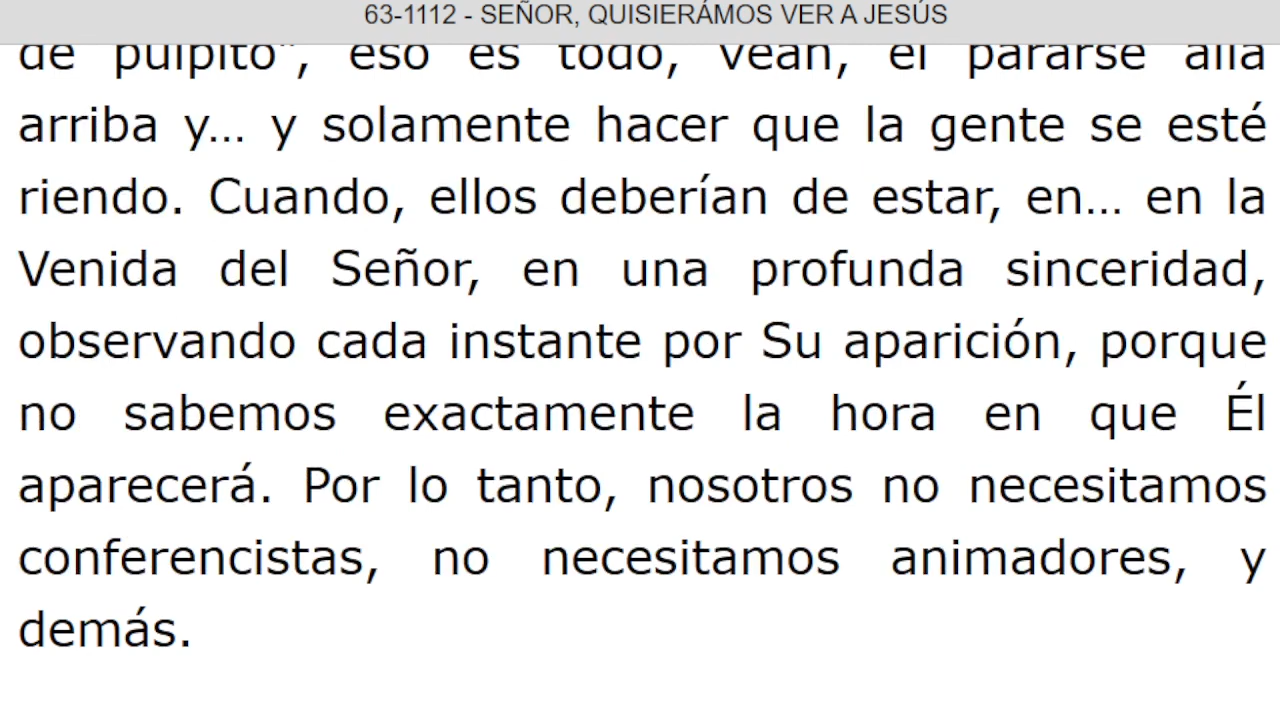 63-1112 - SEÑOR, QUISIERÁMOS VER A JESÚS
de púlpito", eso es todo, vean, el pararse allá
arriba y... y solamente hacer que la gente se esté
riendo. Cuando, ellos deberían de estar, en... en la
Venida del Señor, en una profunda sinceridad,
observando cada instante por Su aparición, porque
no sabemos exactamente la hora en que Él
aparecerá. Por lo tanto, nosotros no necesitamos
conferencistas, no necesitamos animadores, y
demás.